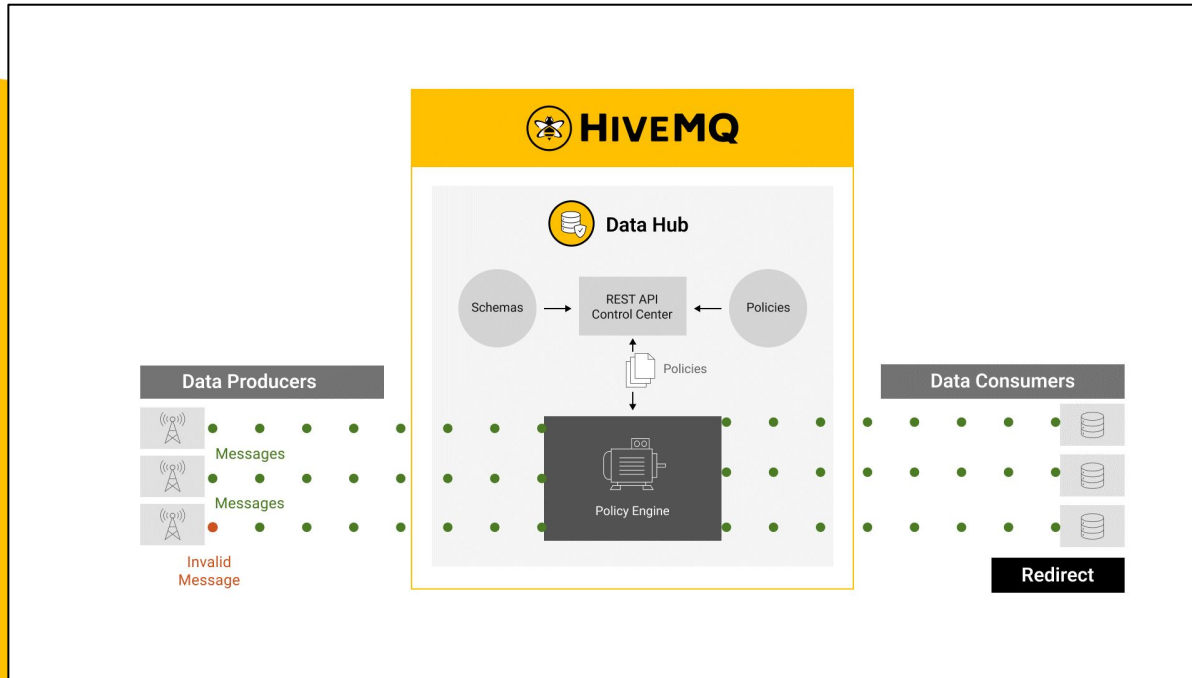 HIVEMQ
Data Hub
Schemas
REST API
Control Center
Policies
Policies
Data Producers
Data Consumers
Messages
Messages
Policy Engine
Invalid
Message
Redirect